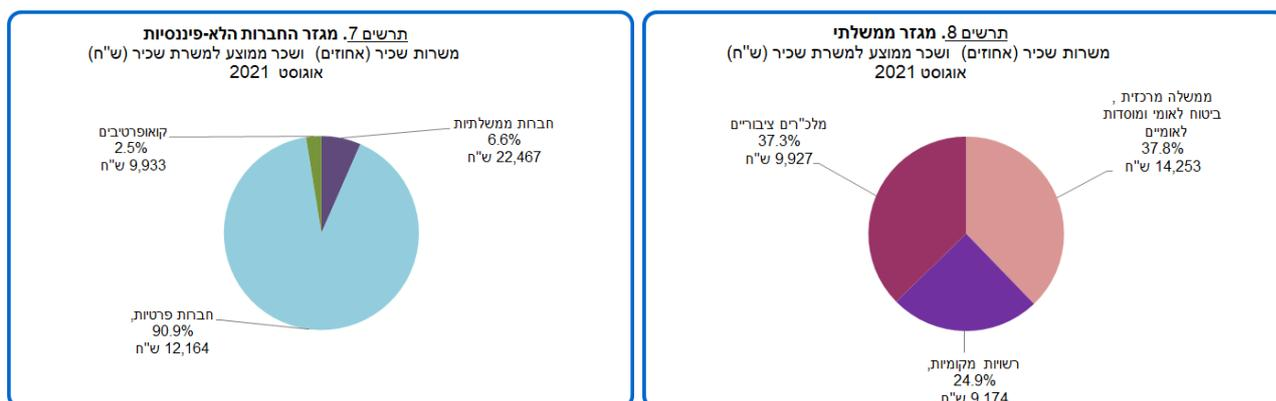 תרשים 8. מגזר ממשלתי
משרות שכיר (אחוזים) ושכר ממוצע למשרת שכיר (ש"ח)
אוגוסט 2021
ממשלה מרכזית ,
ביטוח לאומי ומוסדות
לאומיים
37.8%
14,253 ש"ח
מלכ"רים ציבוריים
37.3%
9,927 ש"ח
רשויות מקומיות,
24.9%
9,174 ש"ח
תרשים 7. מגזר החברות הלא-פיננסיות
משרות שכיר (אחוזים) ושכר ממוצע למשרת שכיר (ש"ח)
אוגוסט 2021
חברות ממשלתיות
6.6%
22,467 ש"ח
קואופרטיבים
2.5%
9,933 ש"ח
חברות פרטיות,
90.9%
12,164 ש"ח